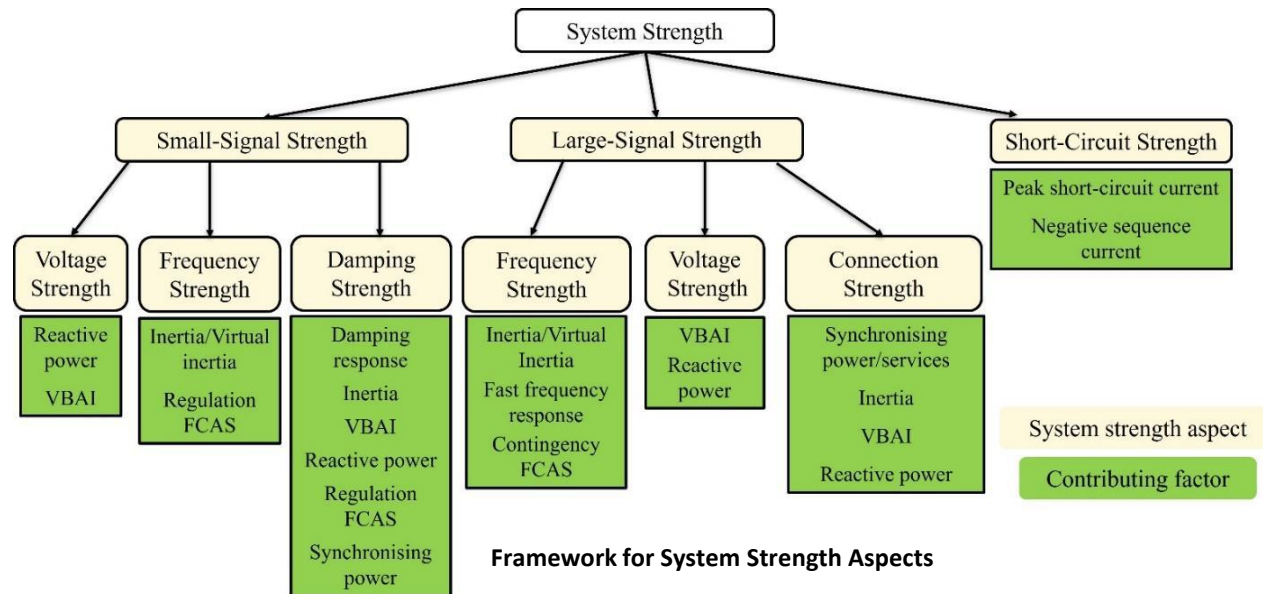 System Strength
Small-Signal Strength
Large-Signal Strength
Short-Circuit Strength
Peak short-circuit current
Negative sequence
current
Voltage
Strength
Reactive
power
VBAI
Frequency
Strength
Inertia/Virtual
inertia
Regulation
FCAS
Damping
Strength
Damping
response
Inertia
VBAI
Reactive power
Regulation
FCAS
Synchronising
power
Frequency
Strength
Inertia/Virtual
Inertia
Fast frequency
response
Contingency
FCAS
Voltage
Strength
VBAI
Reactive
power
Connection
Strength
Synchronising
power/services
Inertia
VBAI
Reactive power
System strength aspect
Contributing factor
Framework for System Strength Aspects